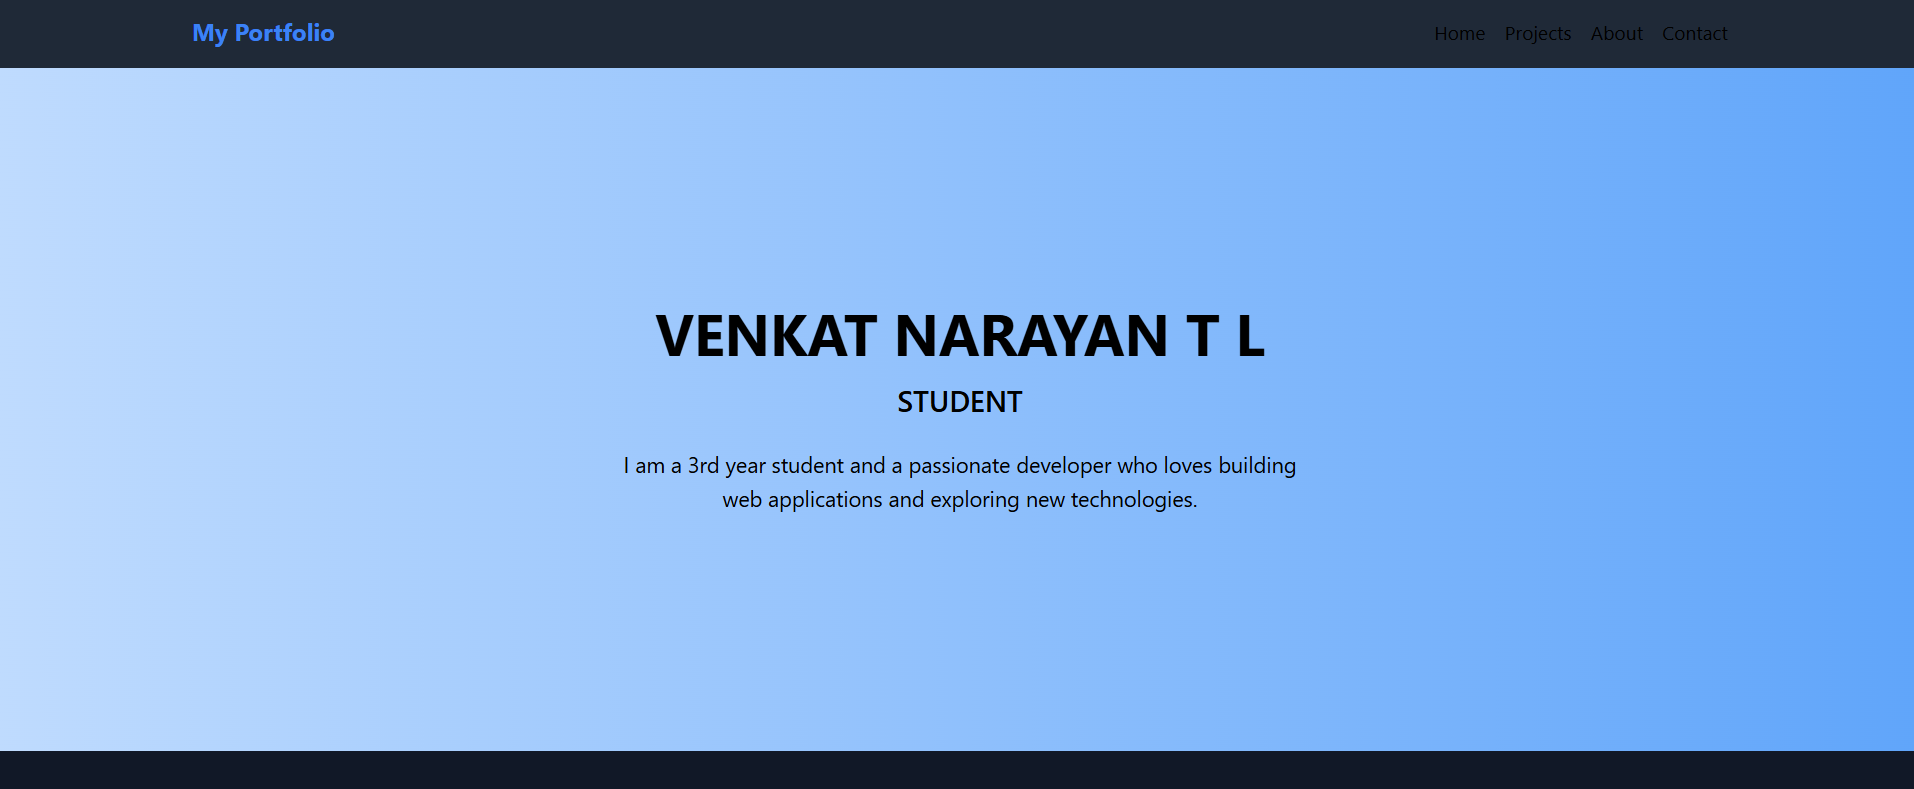 My Portfolio
Home Projects About Contact
VENKAT NARAYAN T L
STUDENT
I am a 3rd year student and a passionate developer who loves building
web applications and exploring new technologies.